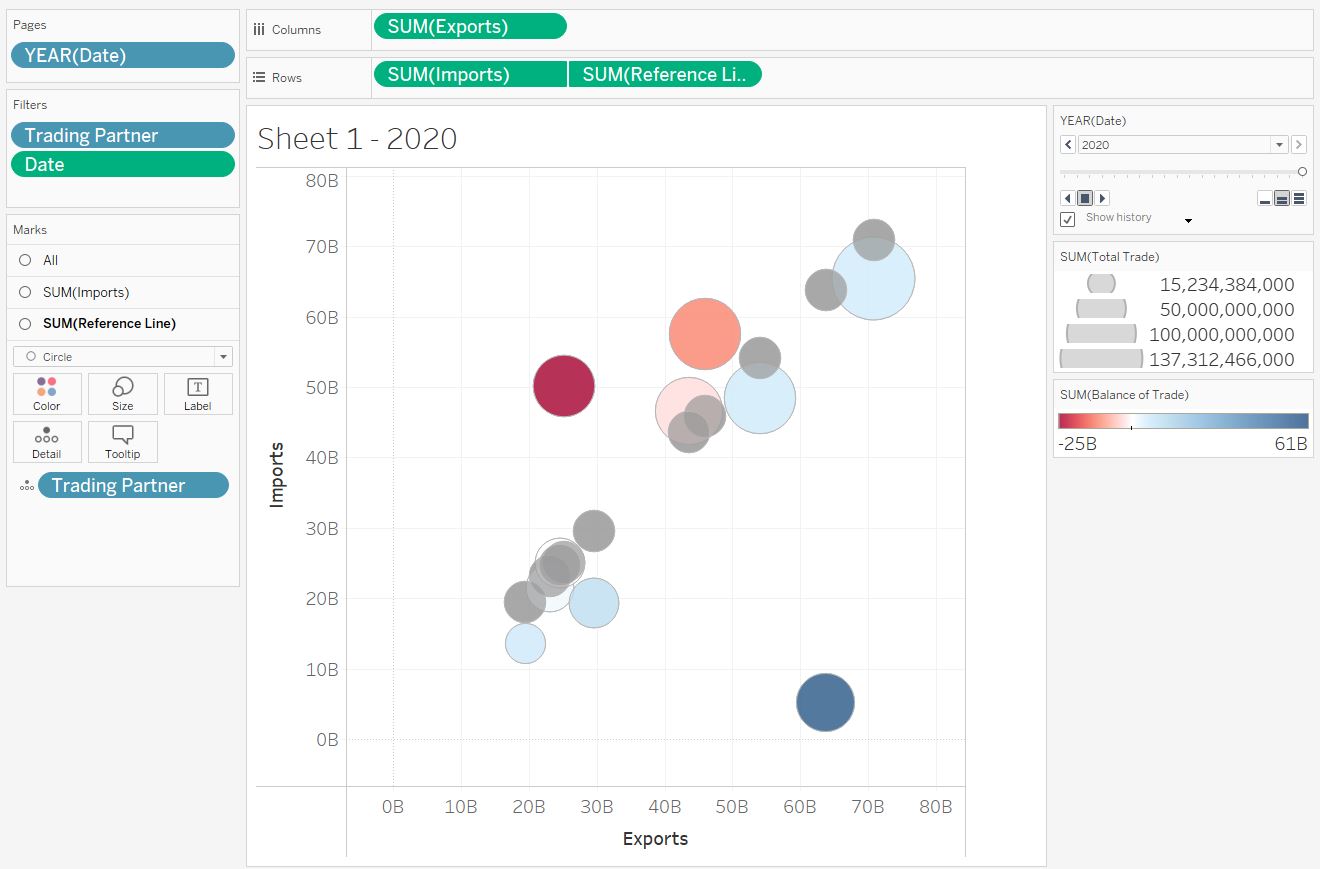 Pages
YEAR(Date)
Filters
Trading Partner
Date
Marks
All
SUM(Imports)
SUM(Reference Line)
Circle
Color
Size
Label
Detail
Tooltip
Trading Partner
Columns
SUM(Exports)
Rows
SUM(Imports)
SUM(Reference Li..
Sheet 1 - 2020
80B
70B
60B
50B
40B
30B
20B
10B
0B
Imports
0B 10B 20B 30B 40B 50B 60B 70B 80B
Exports
YEAR(Date)
2020
Show history
SUM(Total Trade)
15,234,384,000
50,000,000,000
100,000,000,000
137,312,466,000
SUM(Balance of Trade)
-25B 61B